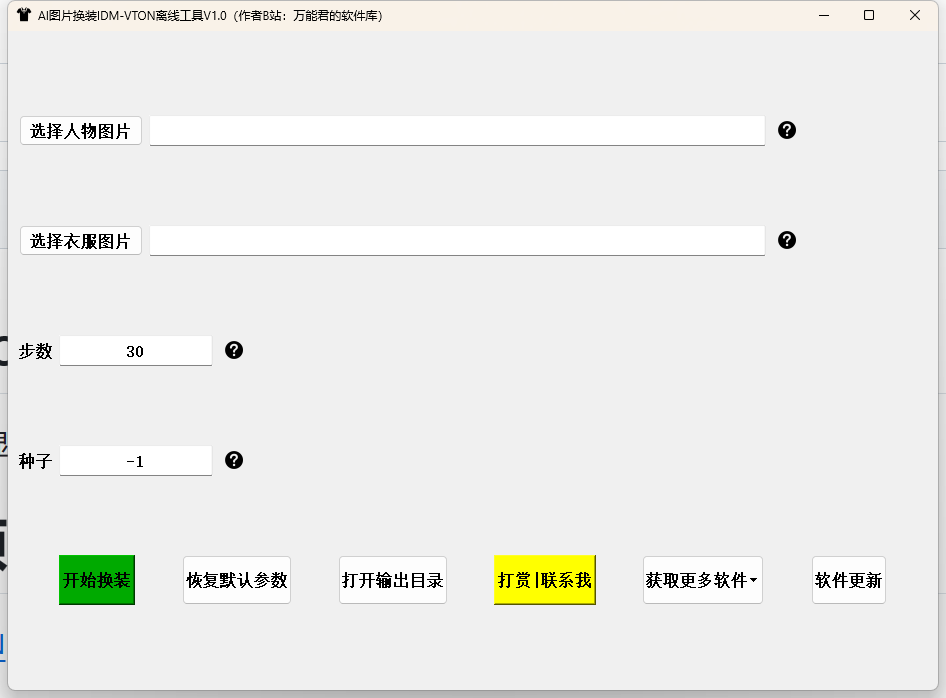 AI图片换装IDM-VTON离线工具V1.0（作者B站：万能君的软件库）
选择人物图片
选择衣服图片
步数 30
种子 -1
开始换装 恢复默认参数 打开输出目录 打赏|联系我 获取更多软件 软件更新